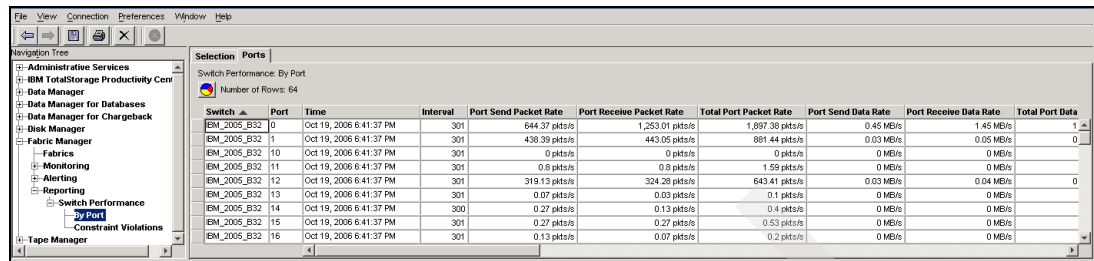 File View Connection Preferences Window Help
Navigation Tree
Administrative Services
IBM TotalStorage Productivity Cent
Data Manager
Data Manager for Databases
Data Manager for Chargeback
Disk Manager
Fabric Manager
Fabrics
Monitoring
Alerting
Reporting
Switch Performance
By Port
Constraint Violations
Tape Manager
Selection Ports
Switch Performance: By Port
Number of Rows: 64
Switch Port Time Interval Port Send Packet Rate Port Receive Packet Rate Total Port Packet Rate Port Send Data Rate Port Receive Data Rate Total Port Data
IBM_2005_B32 0 Oct 19, 2006 6:41:37 PM 301 644.37 pkts/s 1,253.01 pkts/s 1,897.38 pkts/s 0.45 MB/s 1.45 MB/s 1
IBM_2005_B32 1 Oct 19, 2006 6:41:37 PM 301 438.39 pkts/s 443.05 pkts/s 881.44 pkts/s 0.03 MB/s 0.05 MB/s 0
IBM_2005_B32 10 Oct 19, 2006 6:41:37 PM 301 0 pkts/s 0 pkts/s 0 pkts/s 0 MB/s 0 MB/s
IBM_2005_B32 11 Oct 19, 2006 6:41:37 PM 301 0.8 pkts/s 0.8 pkts/s 1.59 pkts/s 0 MB/s 0 MB/s
IBM_2005_B32 12 Oct 19, 2006 6:41:37 PM 301 319.13 pkts/s 324.28 pkts/s 643.41 pkts/s 0.03 MB/s 0.04 MB/s 0
IBM_2005_B32 13 Oct 19, 2006 6:41:37 PM 301 0.07 pkts/s 0.03 pkts/s 0.1 pkts/s 0 MB/s 0 MB/s
IBM_2005_B32 14 Oct 19, 2006 6:41:37 PM 300 0.27 pkts/s 0.13 pkts/s 0.4 pkts/s 0 MB/s 0 MB/s
IBM_2005_B32 15 Oct 19, 2006 6:41:37 PM 301 0.27 pkts/s 0.27 pkts/s 0.53 pkts/s 0 MB/s 0 MB/s
IBM_2005_B32 16 Oct 19, 2006 6:41:37 PM 301 0.13 pkts/s 0.07 pkts/s 0.2 pkts/s 0 MB/s 0 MB/s